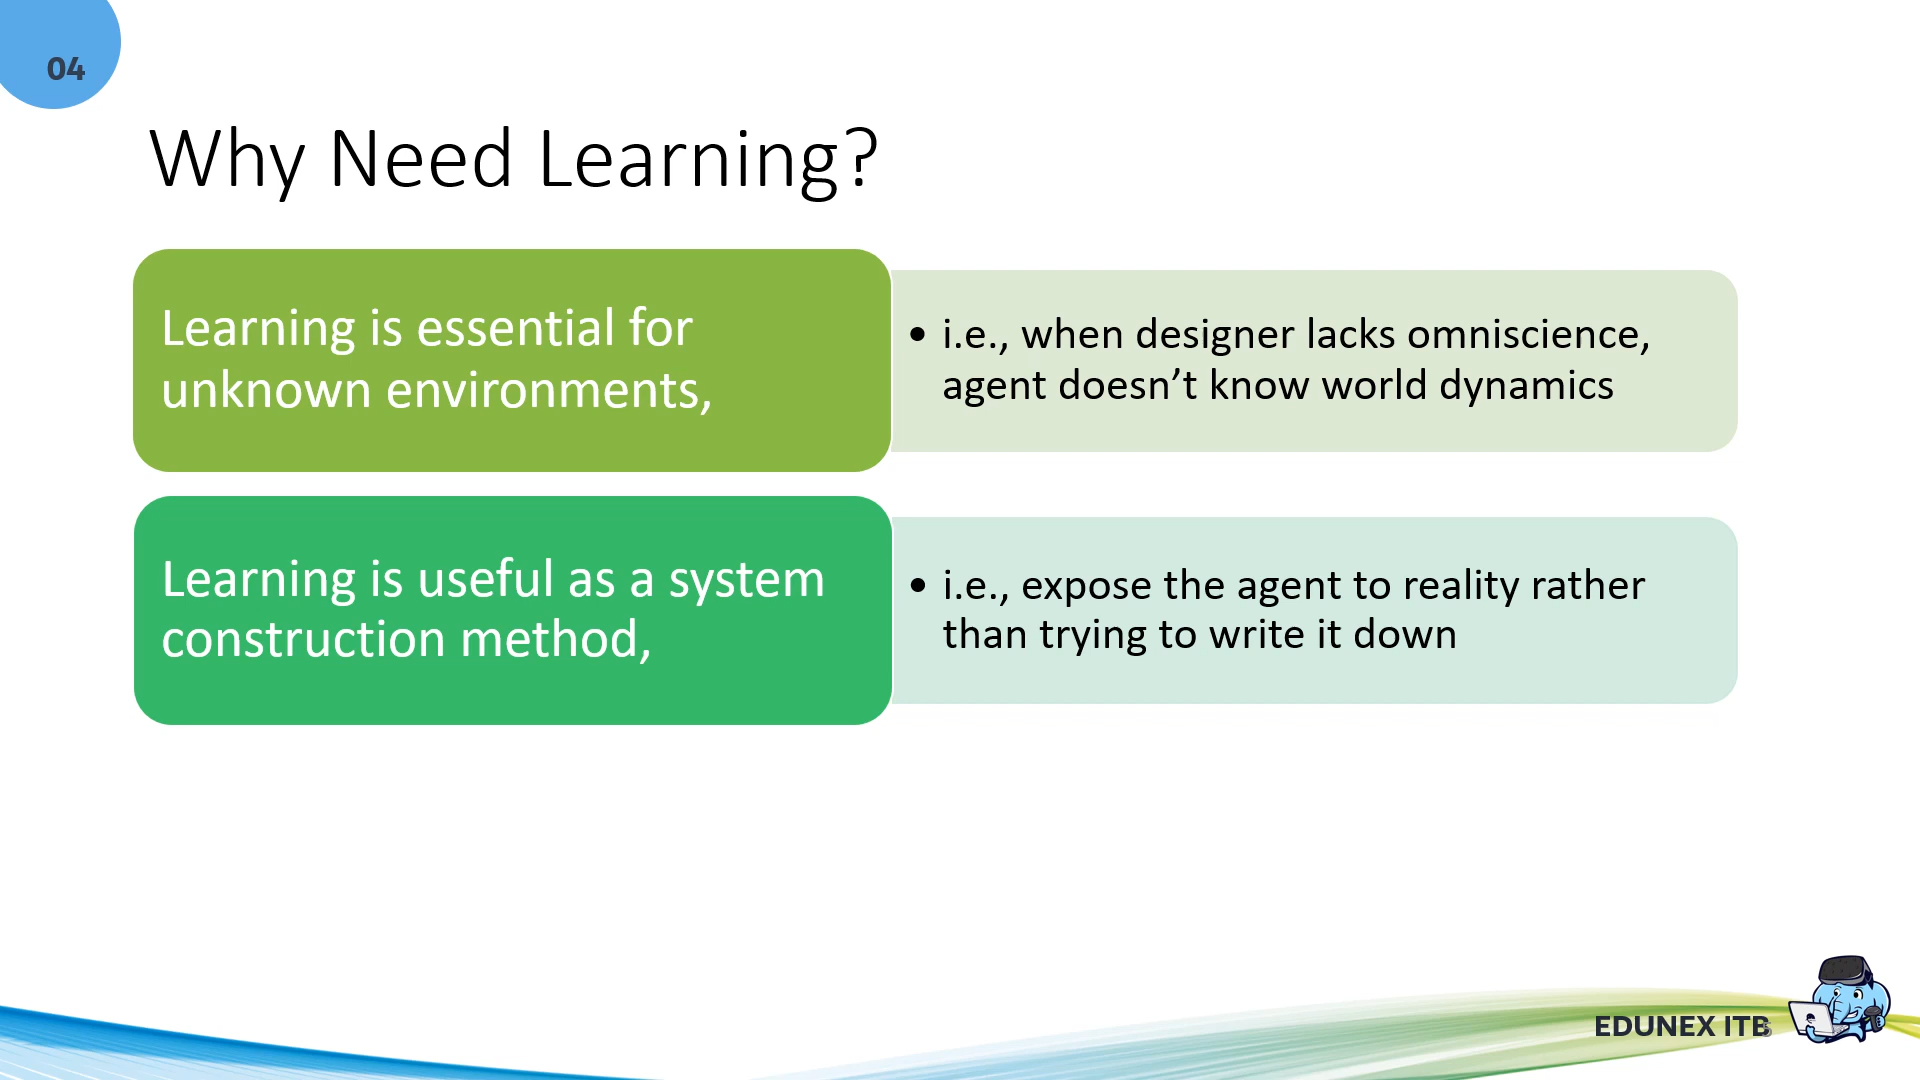 04
Why Need Learning?
Learning is essential for
unknown environments,
• i.e., when designer lacks omniscience,
agent doesn’t know world dynamics
Learning is useful as a system
construction method,
• i.e., expose the agent to reality rather
than trying to write it down
EDUNEX ITB